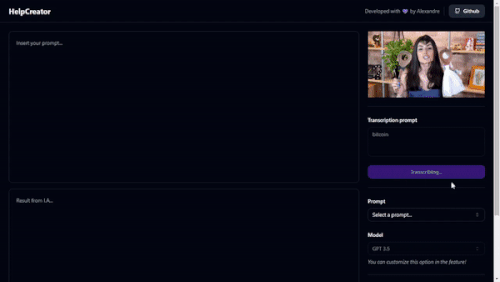 HelpCreator
Developed with 💜 by Alexandre
Github
Insert your prompt...
Transcription prompt
bitcoin
Transcribing...
Result from I.A...
Prompt
Select a prompt...
Model
GPT 3.5
You can customize this option in the feature!